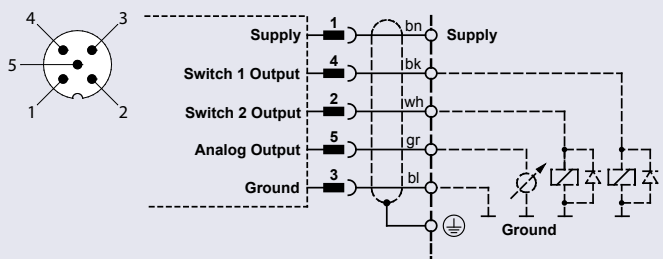 4 3
5
1 2
Supply 1 bn Supply
Switch 1 Output 4 bk
Switch 2 Output 2 wh
Analog Output 5 gr
Ground 3 bl
Ground